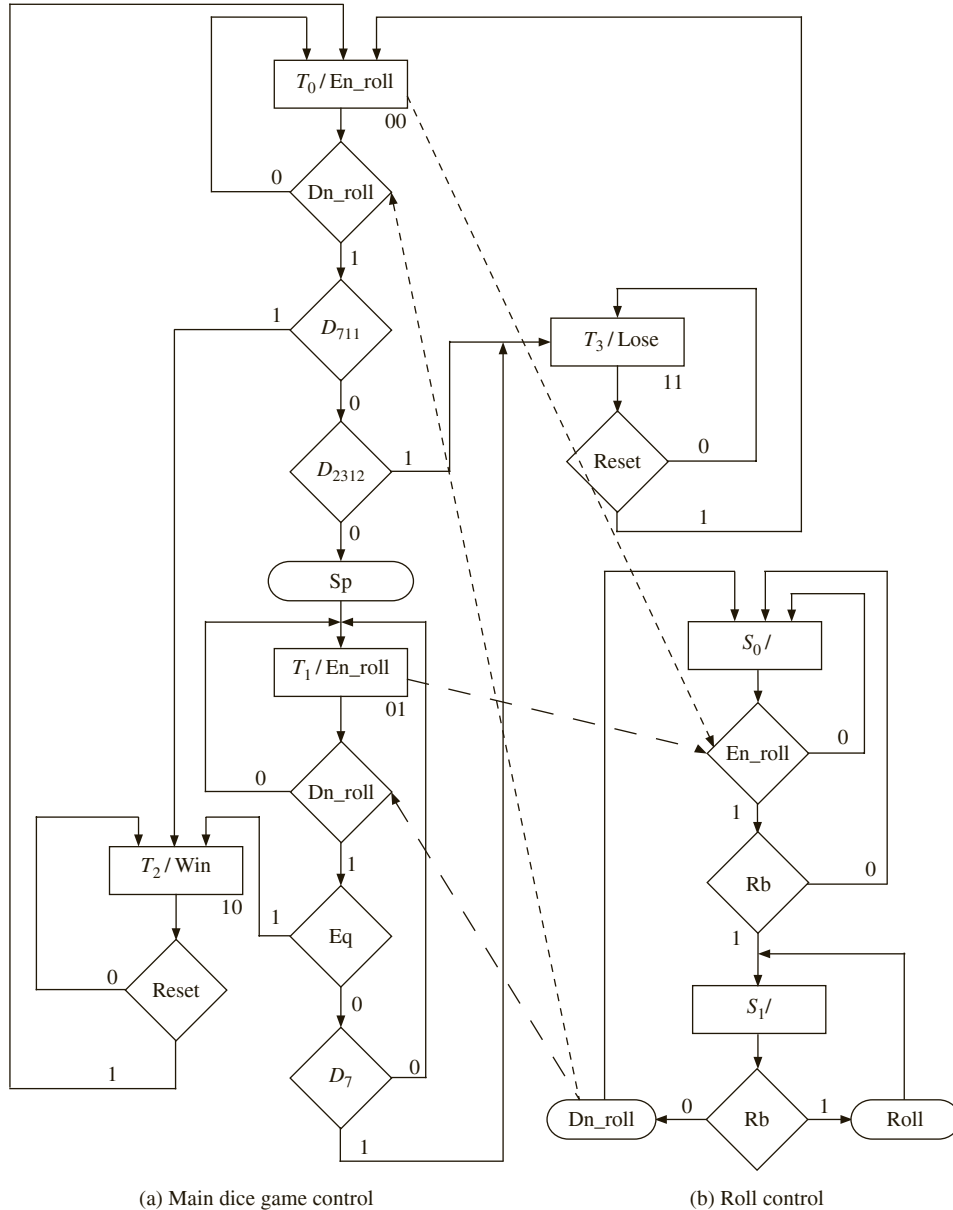 T₀ / En_roll
00
0
Dn_roll
1
1
D₇₁₁
0
D₂₃₁₂
1
0
Sp
T₁ / En_roll
01
0
Dn_roll
1
1
Eq
0
D₇
0
1
T₂ / Win
10
0
Reset
1
T₃ / Lose
11
Reset
0
1
S₀ /
En_roll
0
1
Rb
0
1
S₁ /
Dn_roll
0
Rb
1
Roll
(a) Main dice game control
(b) Roll control